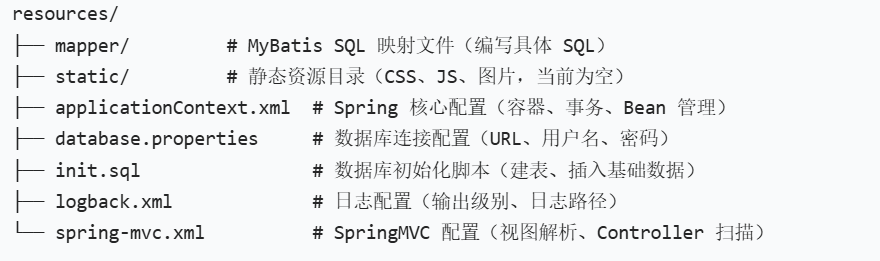 resources/
├── mapper/         # MyBatis SQL 映射文件（编写具体 SQL）
├── static/         # 静态资源目录（CSS、JS、图片，当前为空）
├── applicationContext.xml  # Spring 核心配置（容器、事务、Bean 管理）
├── database.properties     # 数据库连接配置（URL、用户名、密码）
├── init.sql                # 数据库初始化脚本（建表、插入基础数据）
├── logback.xml             # 日志配置（输出级别、日志路径）
└── spring-mvc.xml          # SpringMVC 配置（视图解析、Controller 扫描）